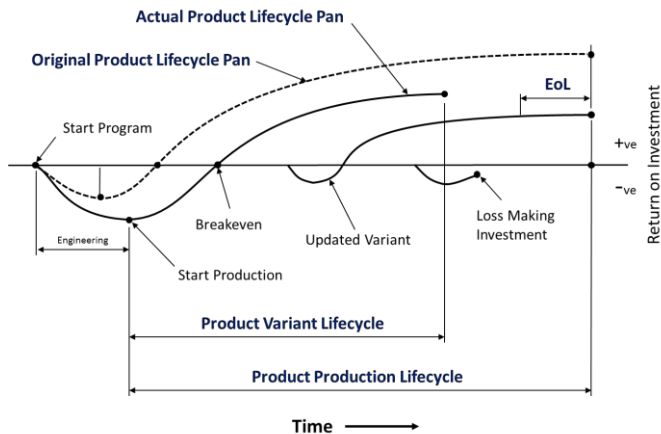 Actual Product Lifecycle Pan
Original Product Lifecycle Pan
EoL
Start Program
+ve
-ve
Return on Investment
Breakeven
Updated Variant
Loss Making
Investment
Engineering
Start Production
Product Variant Lifecycle
Product Production Lifecycle
Time